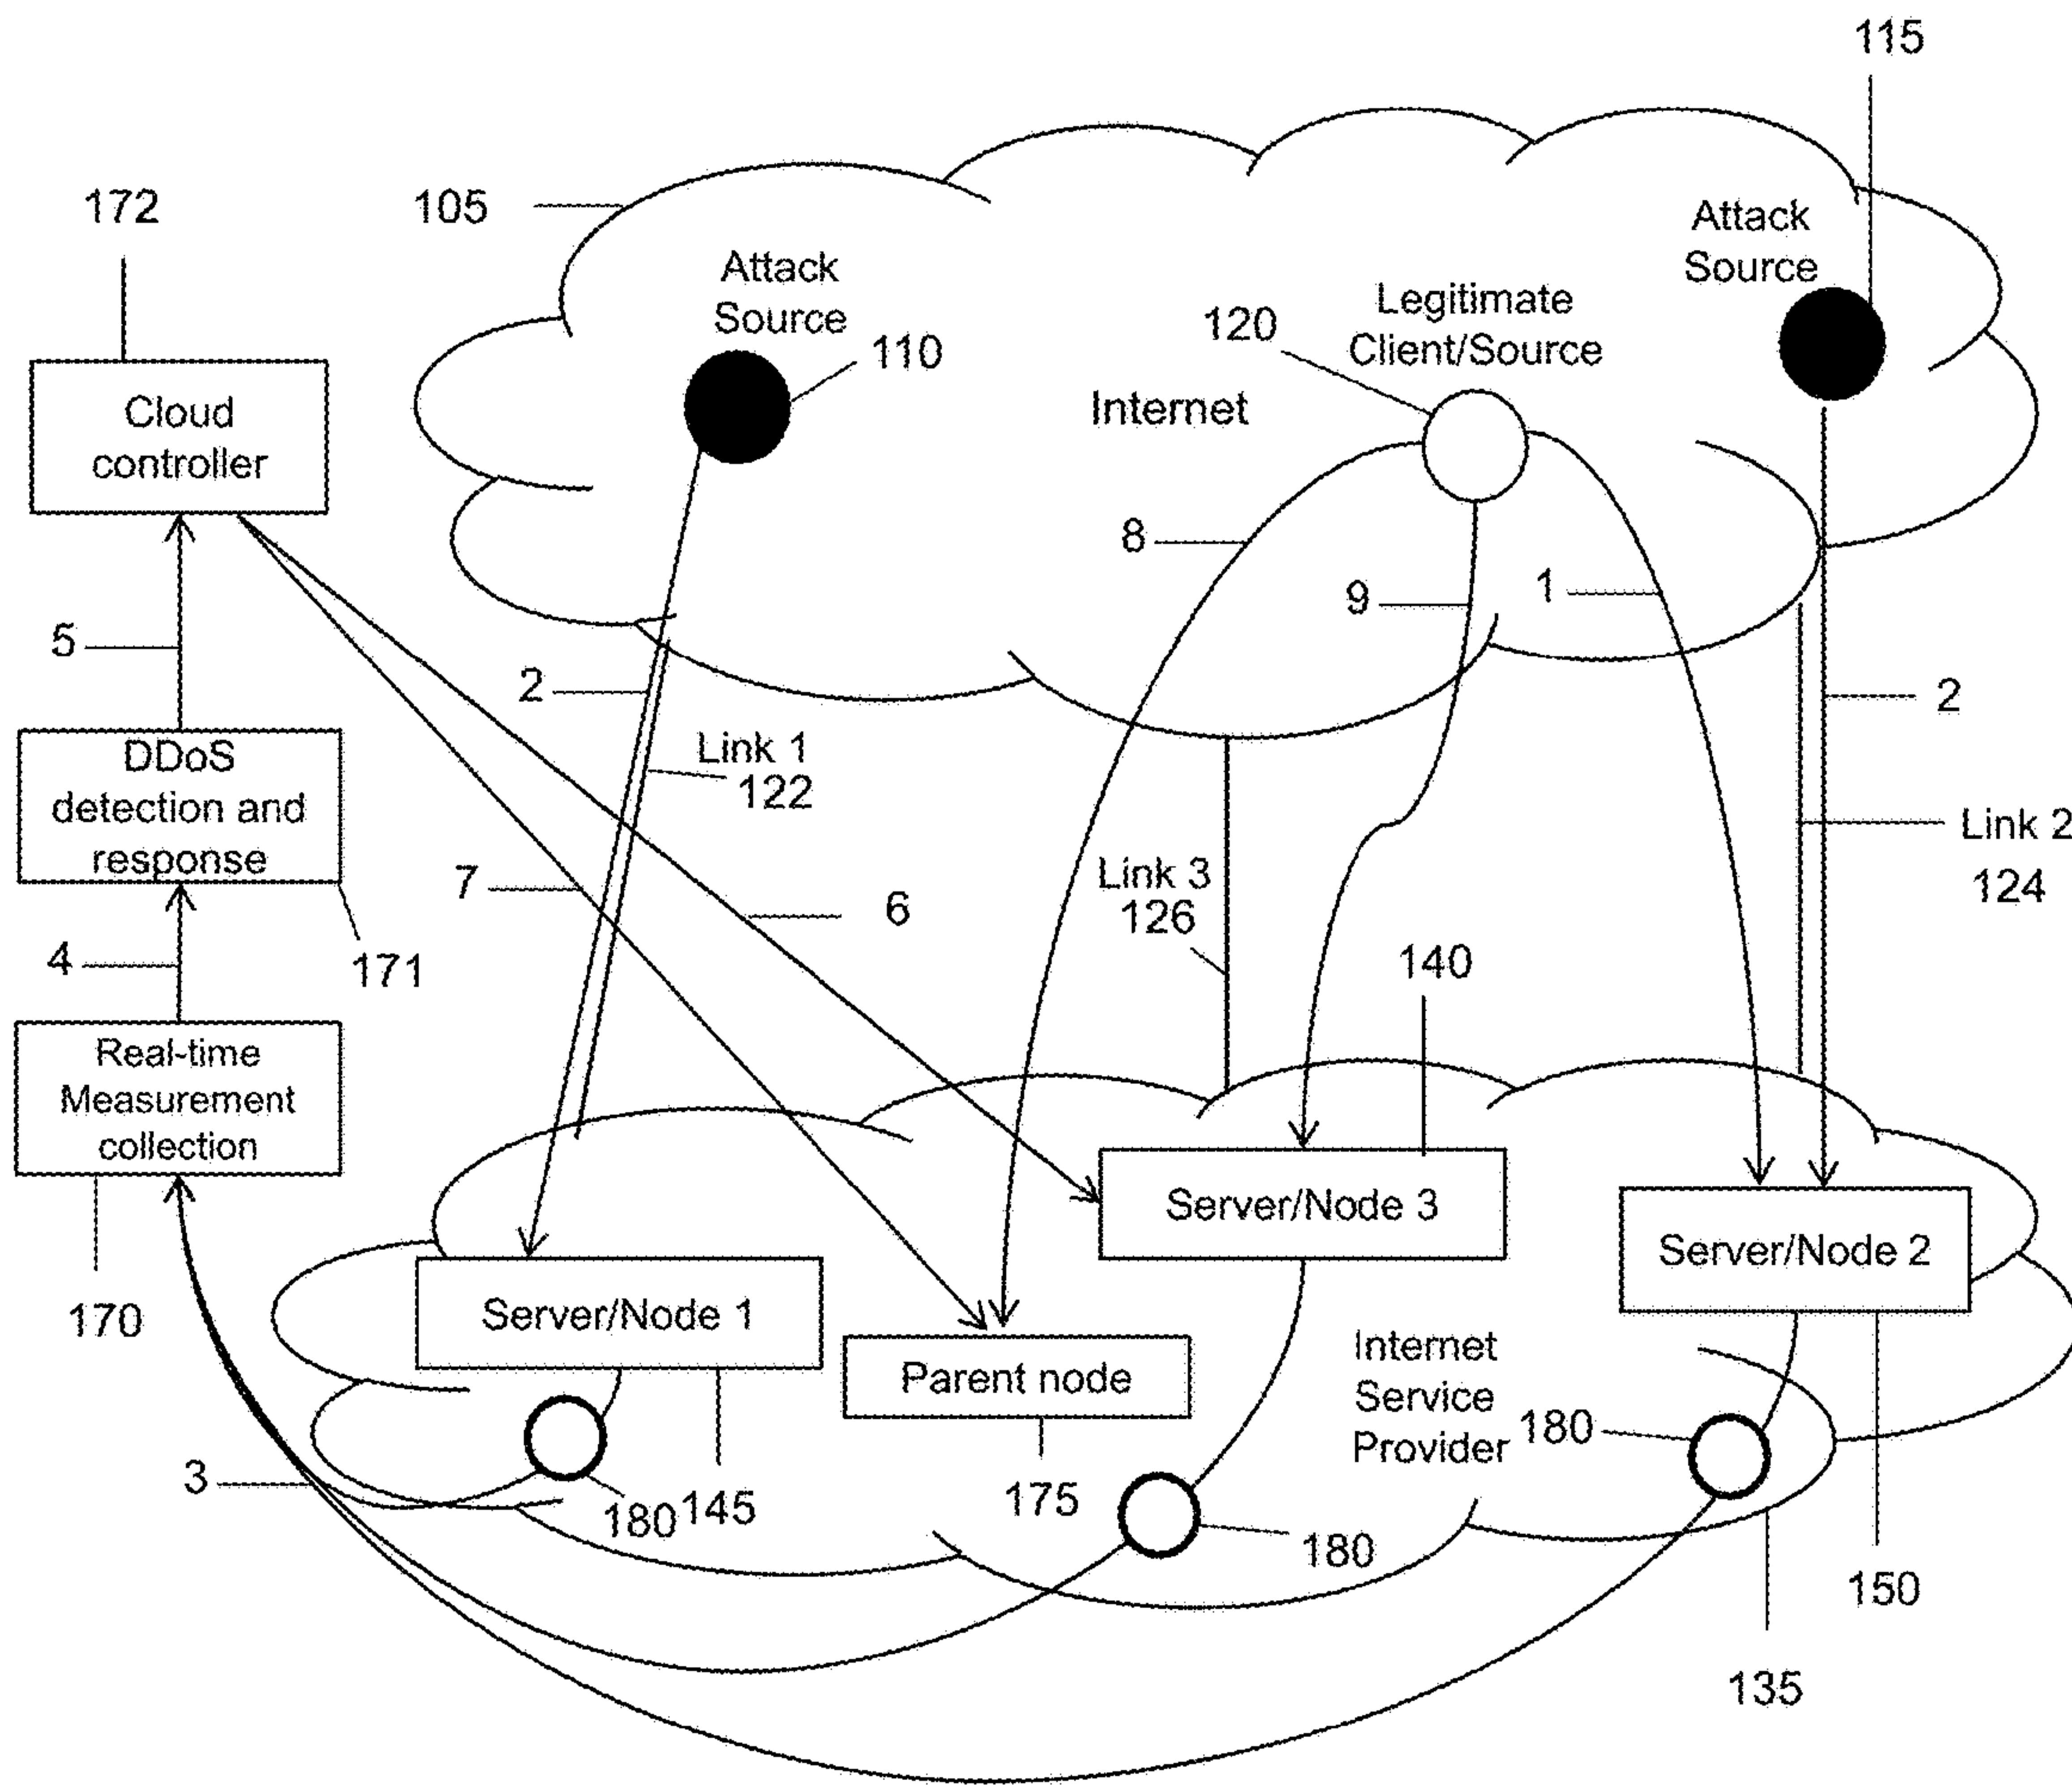 115
172
105
Attack
Source
Attack
Source
110
120
Legitimate
Client/Source
Internet
Cloud
controller
8
9
1
5
2
2
Link 1
122
DDoS
detection and
response
7
6
Link 3
126
Link 2
124
4
171
140
Real-time
Measurement
collection
Server/Node 3
Server/Node 2
Server/Node 1
170
Parent node
Internet
Service
Provider
180
3
180
145
175
180
150
135